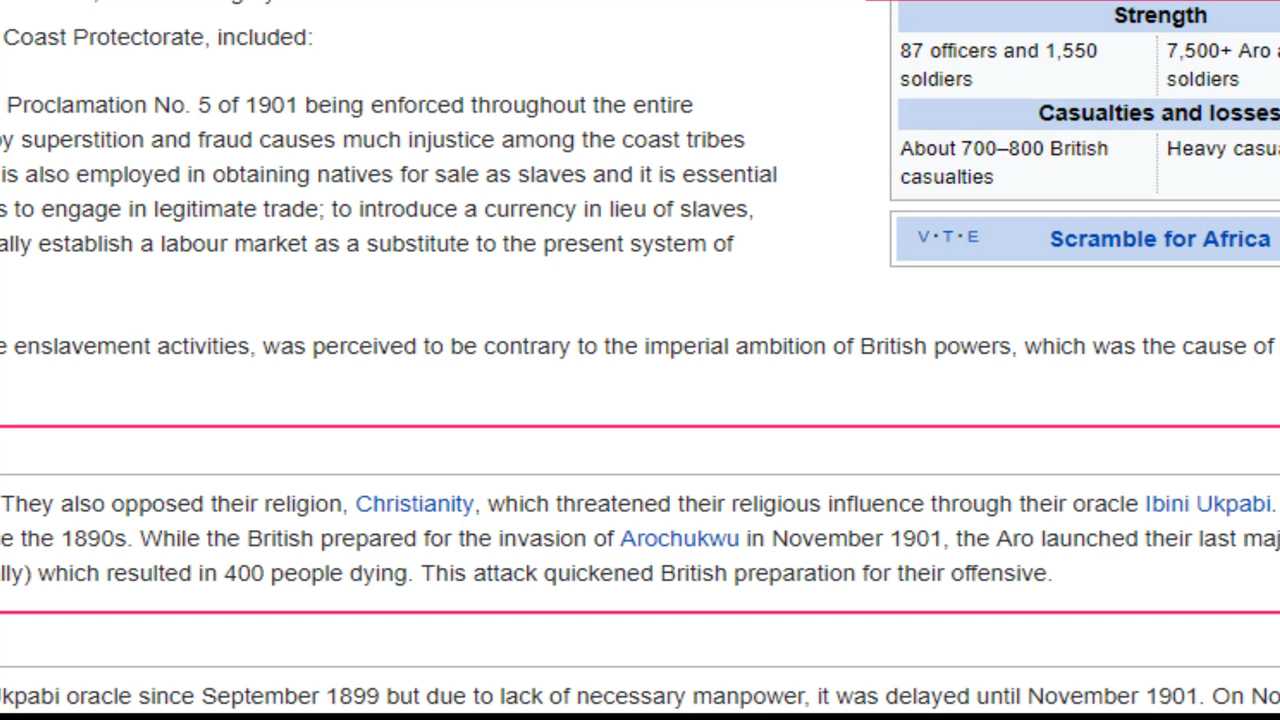 Coast Protectorate, included:
Proclamation No. 5 of 1901 being enforced throughout the entire
by superstition and fraud causes much injustice among the coast tribes
is also employed in obtaining natives for sale as slaves and it is essential
s to engage in legitimate trade; to introduce a currency in lieu of slaves,
ally establish a labour market as a substitute to the present system of
Strength
87 officers and 1,550 soldiers
7,500+ Aro soldiers
Casualties and losses
About 700–800 British casualties
Heavy casua
V · T · E
Scramble for Africa
e enslavement activities, was perceived to be contrary to the imperial ambition of British powers, which was the cause of
They also opposed their religion, Christianity, which threatened their religious influence through their oracle Ibini Ukpabi.
e the 1890s. While the British prepared for the invasion of Arochukwu in November 1901, the Aro launched their last maj
lly) which resulted in 400 people dying. This attack quickened British preparation for their offensive.
Ukpabi oracle since September 1899 but due to lack of necessary manpower, it was delayed until November 1901. On No